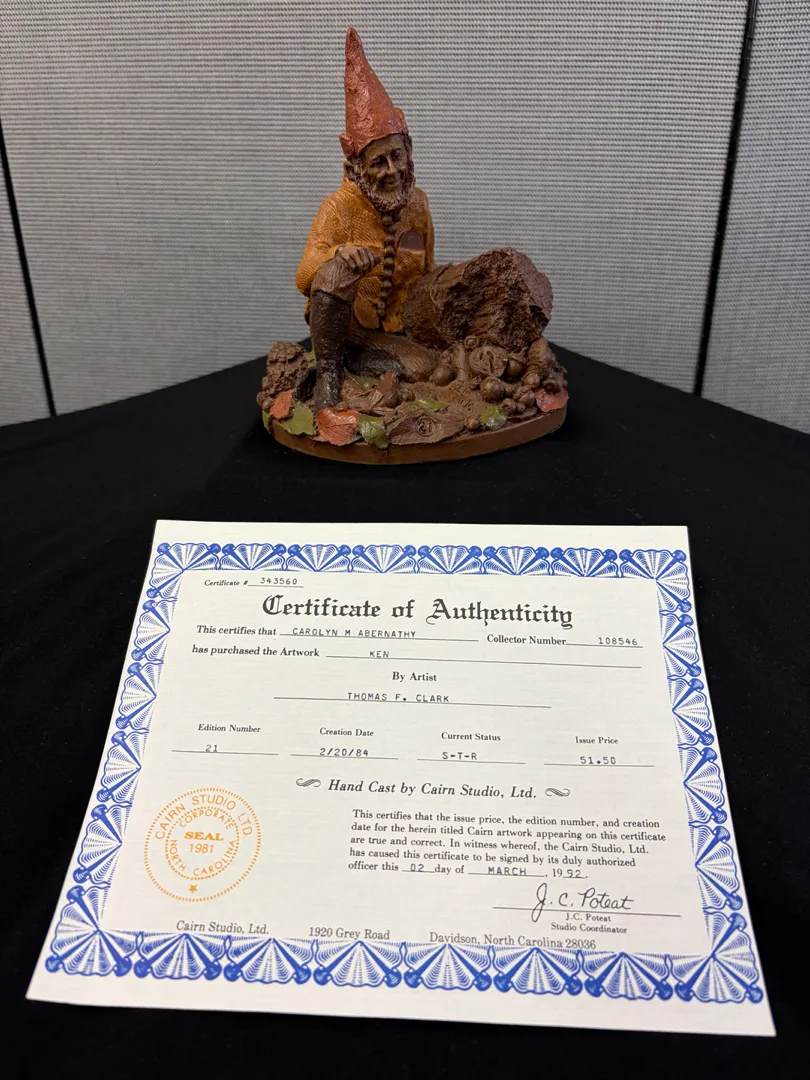 21
Certificate # 343560
Certificate of Authenticity
This certifies that CAROLYN M ABERNATHY Collector Number 108546
has purchased the Artwork KEN
By Artist
THOMAS F. CLARK
Edition Number Creation Date Current Status Issue Price
21 2/20/84 S-T-R 51.50
Hand Cast by Cairn Studio, Ltd.
This certifies that the issue price, the edition number, and creation
date for the herein titled Cairn artwork appearing on this certificate
are true and correct. In witness whereof, the Cairn Studio, Ltd.
has caused this certificate to be signed by its duly authorized
officer this 02 day of MARCH, 1992.
CAIRN STUDIO LTD
CORPORATE
SEAL
1981
NORTH CAROLINA
J. C. Poteat
J.C. Poteat
Studio Coordinator
Cairn Studio, Ltd. 1920 Grey Road Davidson, North Carolina 28036